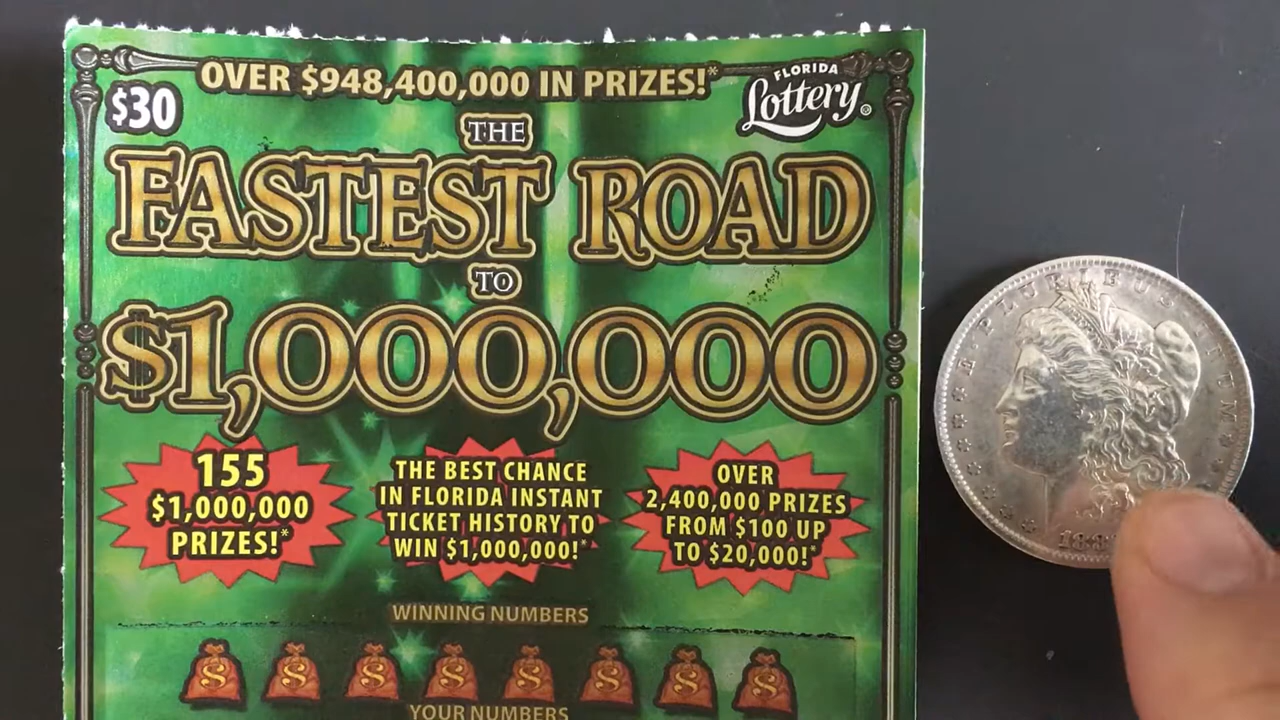 OVER $948,400,000 IN PRIZES!*
FLORIDA
Lottery®
$30
THE
FASTEST ROAD
TO
$1,000,000
155
$1,000,000
PRIZES!*
THE BEST CHANCE
IN FLORIDA INSTANT
TICKET HISTORY TO
WIN $1,000,000!*
OVER
2,400,000 PRIZES
FROM $100 UP
TO $20,000!*
WINNING NUMBERS
$ $ $ $ $ $ $ $
YOUR NUMBERS
E · PLURIBUS · UNUM